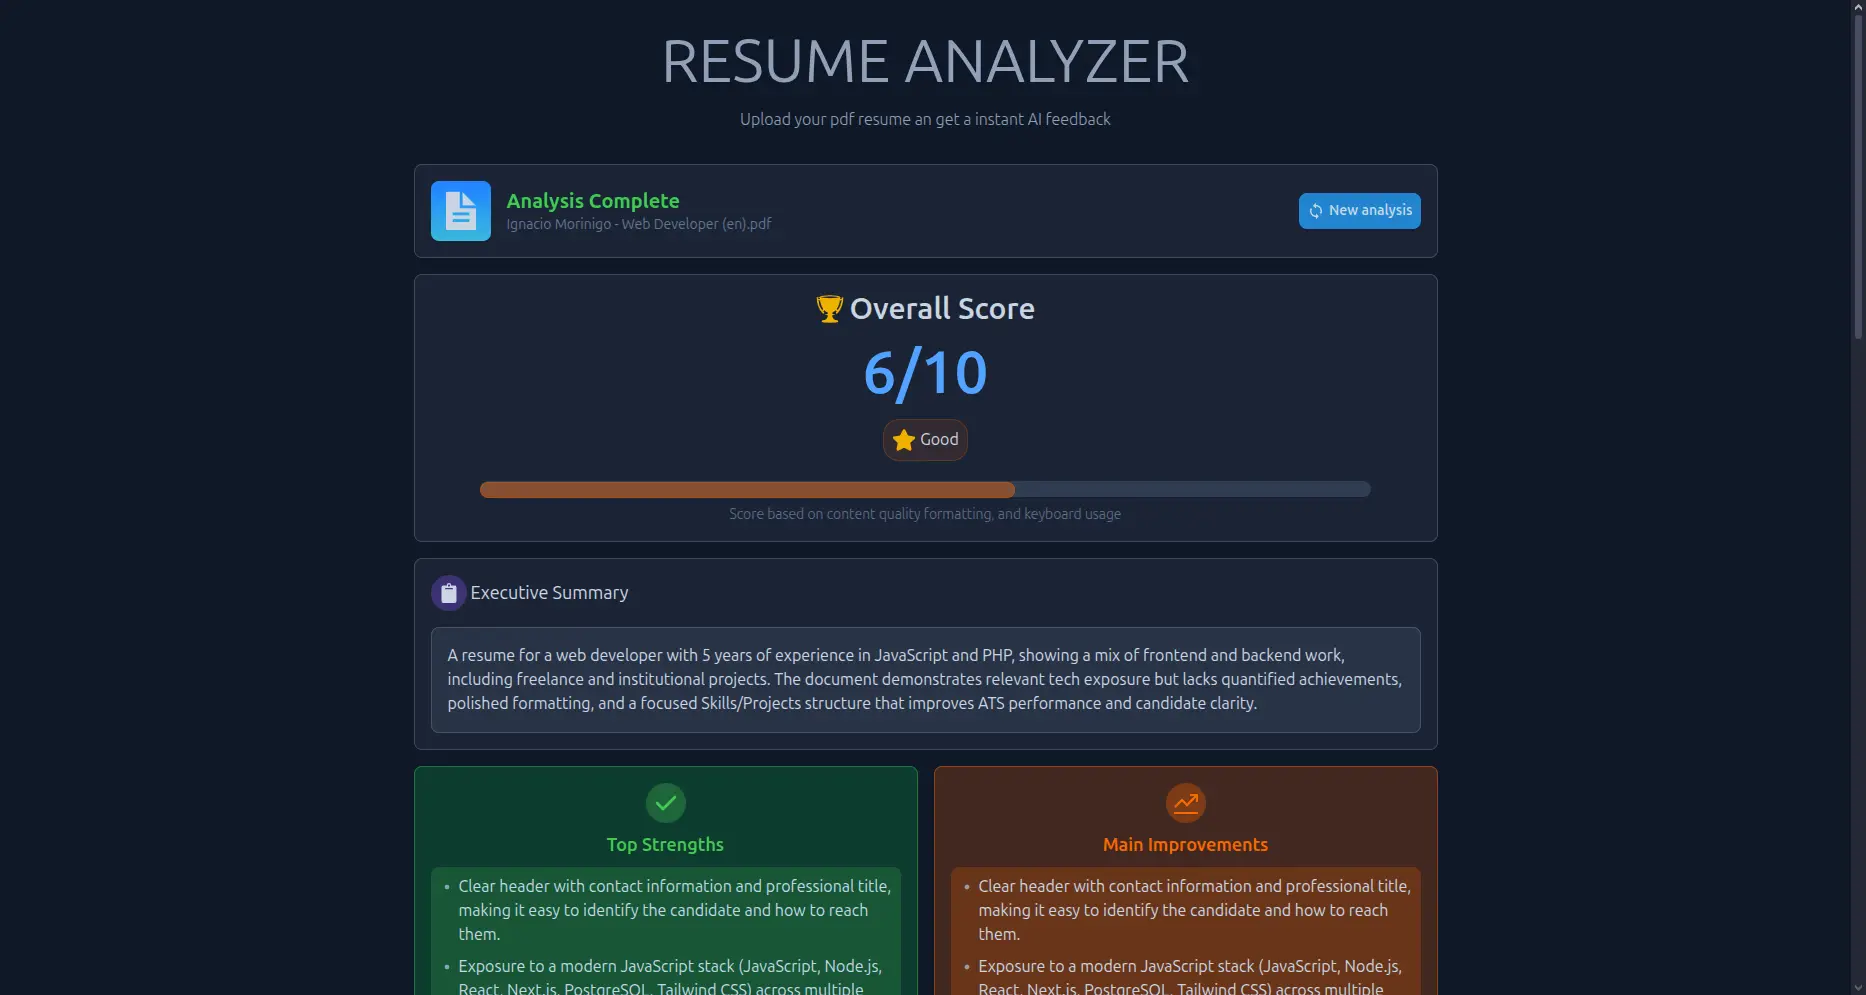 RESUME ANALYZER
Upload your pdf resume an get a instant AI feedback
Analysis Complete
Ignacio Morinigo - Web Developer (en).pdf
New analysis
Overall Score
6/10
Good
Score based on content quality formatting, and keyboard usage
Executive Summary
A resume for a web developer with 5 years of experience in JavaScript and PHP, showing a mix of frontend and backend work,
including freelance and institutional projects. The document demonstrates relevant tech exposure but lacks quantified achievements,
polished formatting, and a focused Skills/Projects structure that improves ATS performance and candidate clarity.
Top Strengths
• Clear header with contact information and professional title,
making it easy to identify the candidate and how to reach
them.
• Exposure to a modern JavaScript stack (JavaScript, Node.js,
React, Next.js, PostgreSQL, Tailwind CSS) across multiple
Main Improvements
• Clear header with contact information and professional title,
making it easy to identify the candidate and how to reach
them.
• Exposure to a modern JavaScript stack (JavaScript, Node.js,
React, Next.js, PostgreSQL, Tailwind CSS) across multiple